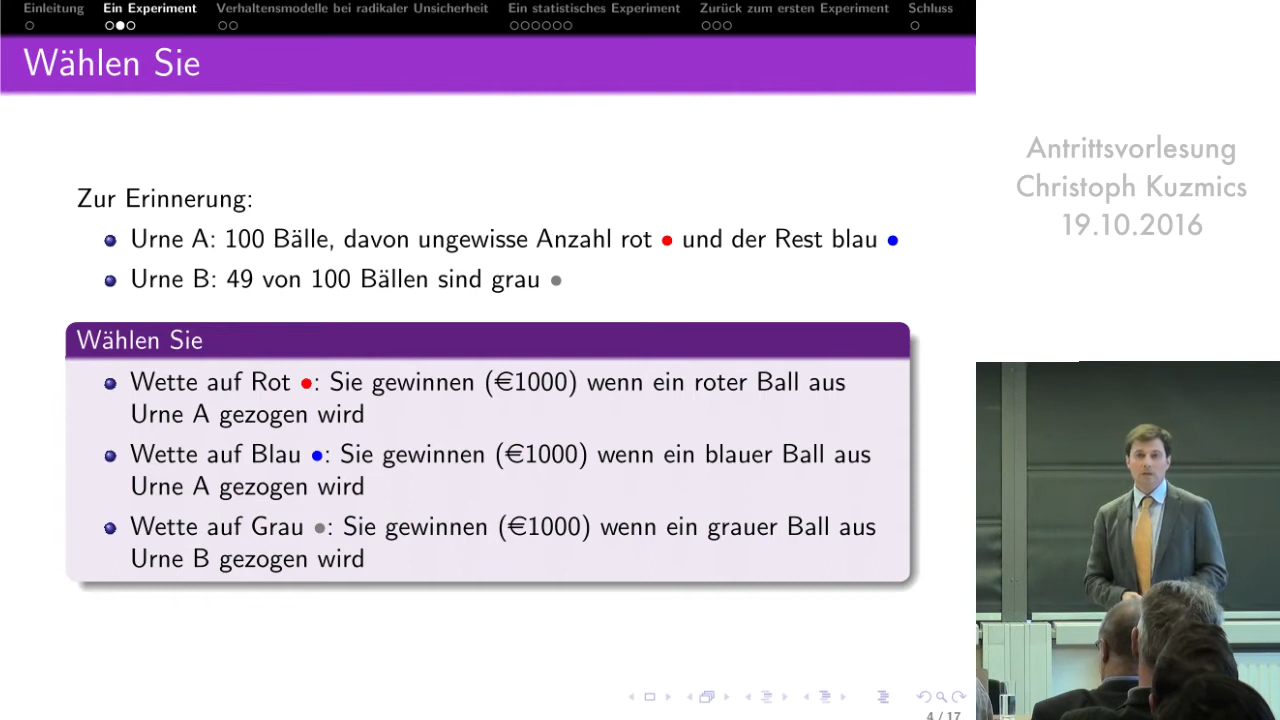 Einleitung Ein Experiment Verhaltensmodelle bei radikaler Unsicherheit Ein statistisches Experiment Zurück zum ersten Experiment Schluss
Wählen Sie
Zur Erinnerung:
Urne A: 100 Bälle, davon ungewisse Anzahl rot • und der Rest blau •
Urne B: 49 von 100 Bällen sind grau •
Wählen Sie
Wette auf Rot •: Sie gewinnen (€1000) wenn ein roter Ball aus
Urne A gezogen wird
Wette auf Blau •: Sie gewinnen (€1000) wenn ein blauer Ball aus
Urne A gezogen wird
Wette auf Grau •: Sie gewinnen (€1000) wenn ein grauer Ball aus
Urne B gezogen wird
4 / 17
Antrittsvorlesung
Christoph Kuzmics
19.10.2016